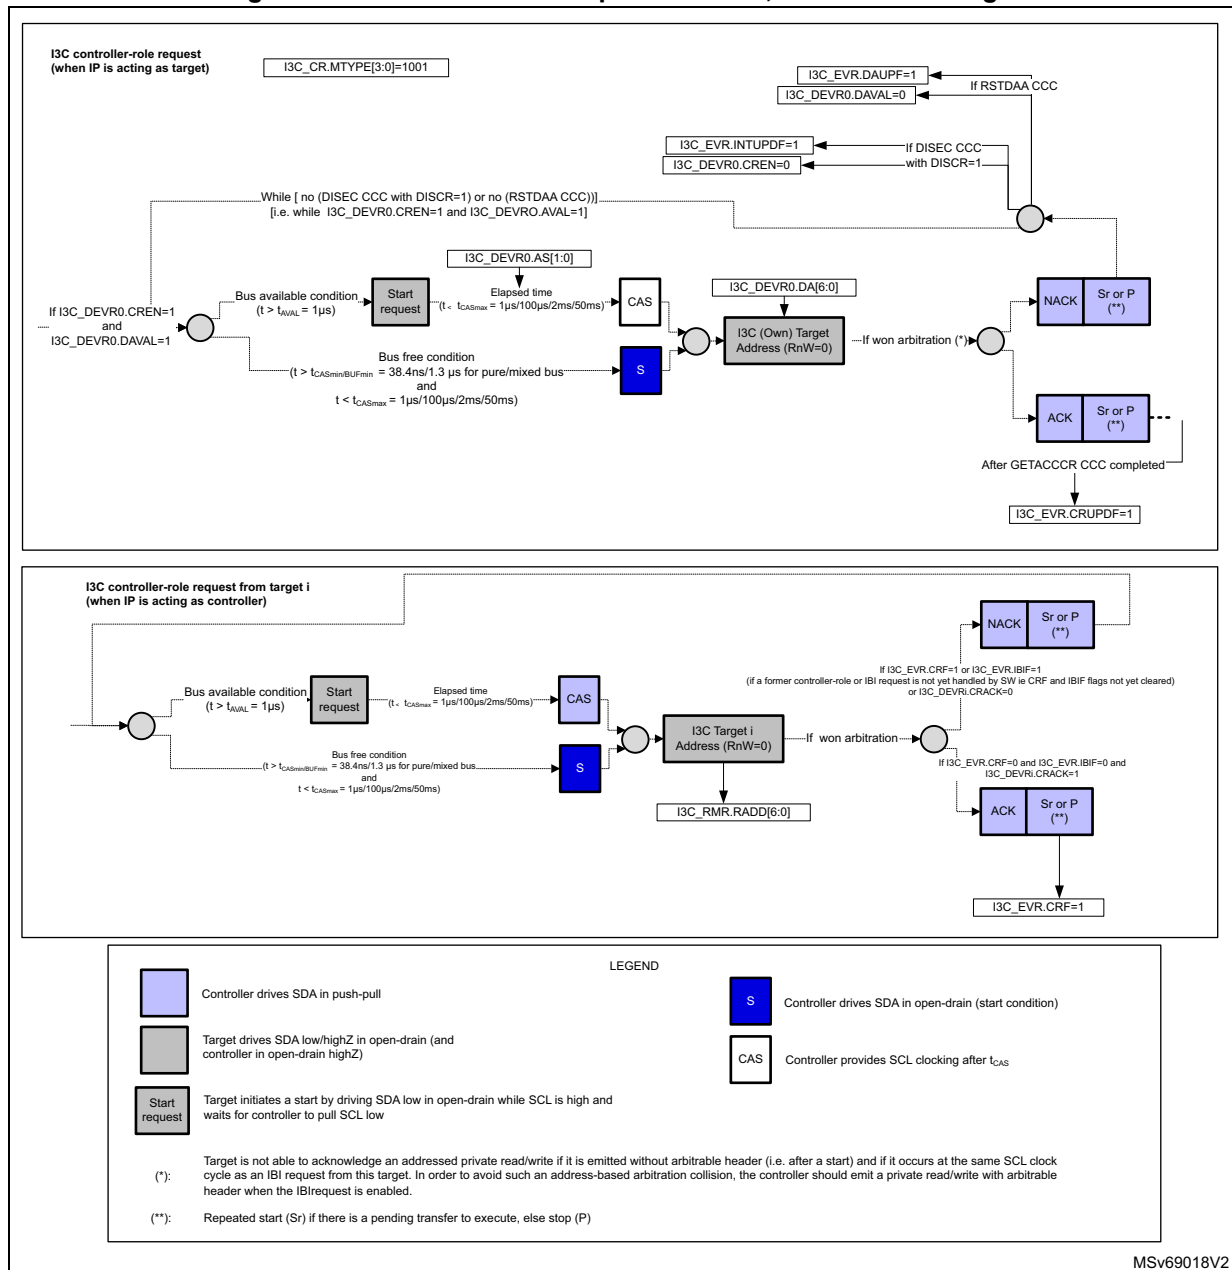 I3C controller-role request
(when IP is acting as target)
I3C_CR.MTYPE[3:0]=1001
I3C_EVR.DAUPF=1
If RSTDAA CCC
I3C_DEVR0.DAVAL=0
I3C_EVR.INTUPDF=1
If DISEC CCC
with DISCR=1
I3C_DEVR0.CREN=0
While [ no (DISEC CCC with DISCR=1) or no (RSTDAA CCC))]
[i.e. while I3C_DEVR0.CREN=1 and I3C_DEVRO.AVAL=1]
I3C_DEVR0.AS[1:0]
I3C_DEVR0.DA[6:0]
If I3C_DEVR0.CREN=1
and
I3C_DEVR0.DAVAL=1
Bus available condition
(t > tAVAL = 1µs)
Start
request
Elapsed time
(t < tCASmax = 1µs/100µs/2ms/50ms)
CAS
Bus free condition
(t > tCASmin/BUFmin = 38.4ns/1.3 µs for pure/mixed bus
and
t < tCASmax = 1µs/100µs/2ms/50ms)
S
I3C (Own) Target
Address (RnW=0)
If won arbitration (*)
NACK
Sr or P
(**)
ACK
Sr or P
(**)
After GETACCCR CCC completed
I3C_EVR.CRUPDF=1
I3C controller-role request from target i
(when IP is acting as controller)
Bus available condition
(t > tAVAL = 1µs)
Start
request
Elapsed time
(t < tCASmax = 1µs/100µs/2ms/50ms)
CAS
Bus free condition
(t > tCASmin/BUFmin = 38.4ns/1.3 µs for pure/mixed bus
and
t < tCASmax = 1µs/100µs/2ms/50ms)
S
I3C Target i
Address (RnW=0)
I3C_RMR.RADD[6:0]
If won arbitration
NACK
Sr or P
(**)
If I3C_EVR.CRF=1 or I3C_EVR.IBIF=1
(if a former controller-role or IBI request is not yet handled by SW ie CRF and IBIF flags not yet cleared)
or I3C_DEVRi.CRACK=0
If I3C_EVR.CRF=0 and I3C_EVR.IBIF=0 and
I3C_DEVRi.CRACK=1
ACK
Sr or P
(**)
I3C_EVR.CRF=1
LEGEND
Controller drives SDA in push-pull
S
Controller drives SDA in open-drain (start condition)
Target drives SDA low/highZ in open-drain (and
controller in open-drain highZ)
CAS
Controller provides SCL clocking after tCAS
Start
request
Target initiates a start by driving SDA low in open-drain while SCL is high and
waits for controller to pull SCL low
(*): Target is not able to acknowledge an addressed private read/write if it is emitted without arbitrable header (i.e. after a start) and if it occurs at the same SCL clock
cycle as an IBI request from this target. In order to avoid such an address-based arbitration collision, the controller should emit a private read/write with arbitrable
header when the IBIrequest is enabled.
(**): Repeated start (Sr) if there is a pending transfer to execute, else stop (P)
MSv69018V2